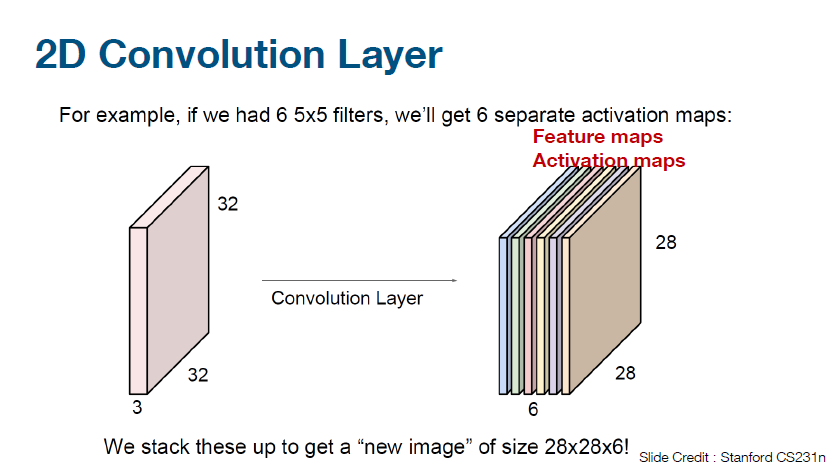 2D Convolution Layer
For example, if we had 6 5x5 filters, we'll get 6 separate activation maps:
Feature maps
Activation maps
32
28
Convolution Layer
32
28
3
6
We stack these up to get a “new image” of size 28x28x6!
Slide Credit : Stanford CS231n